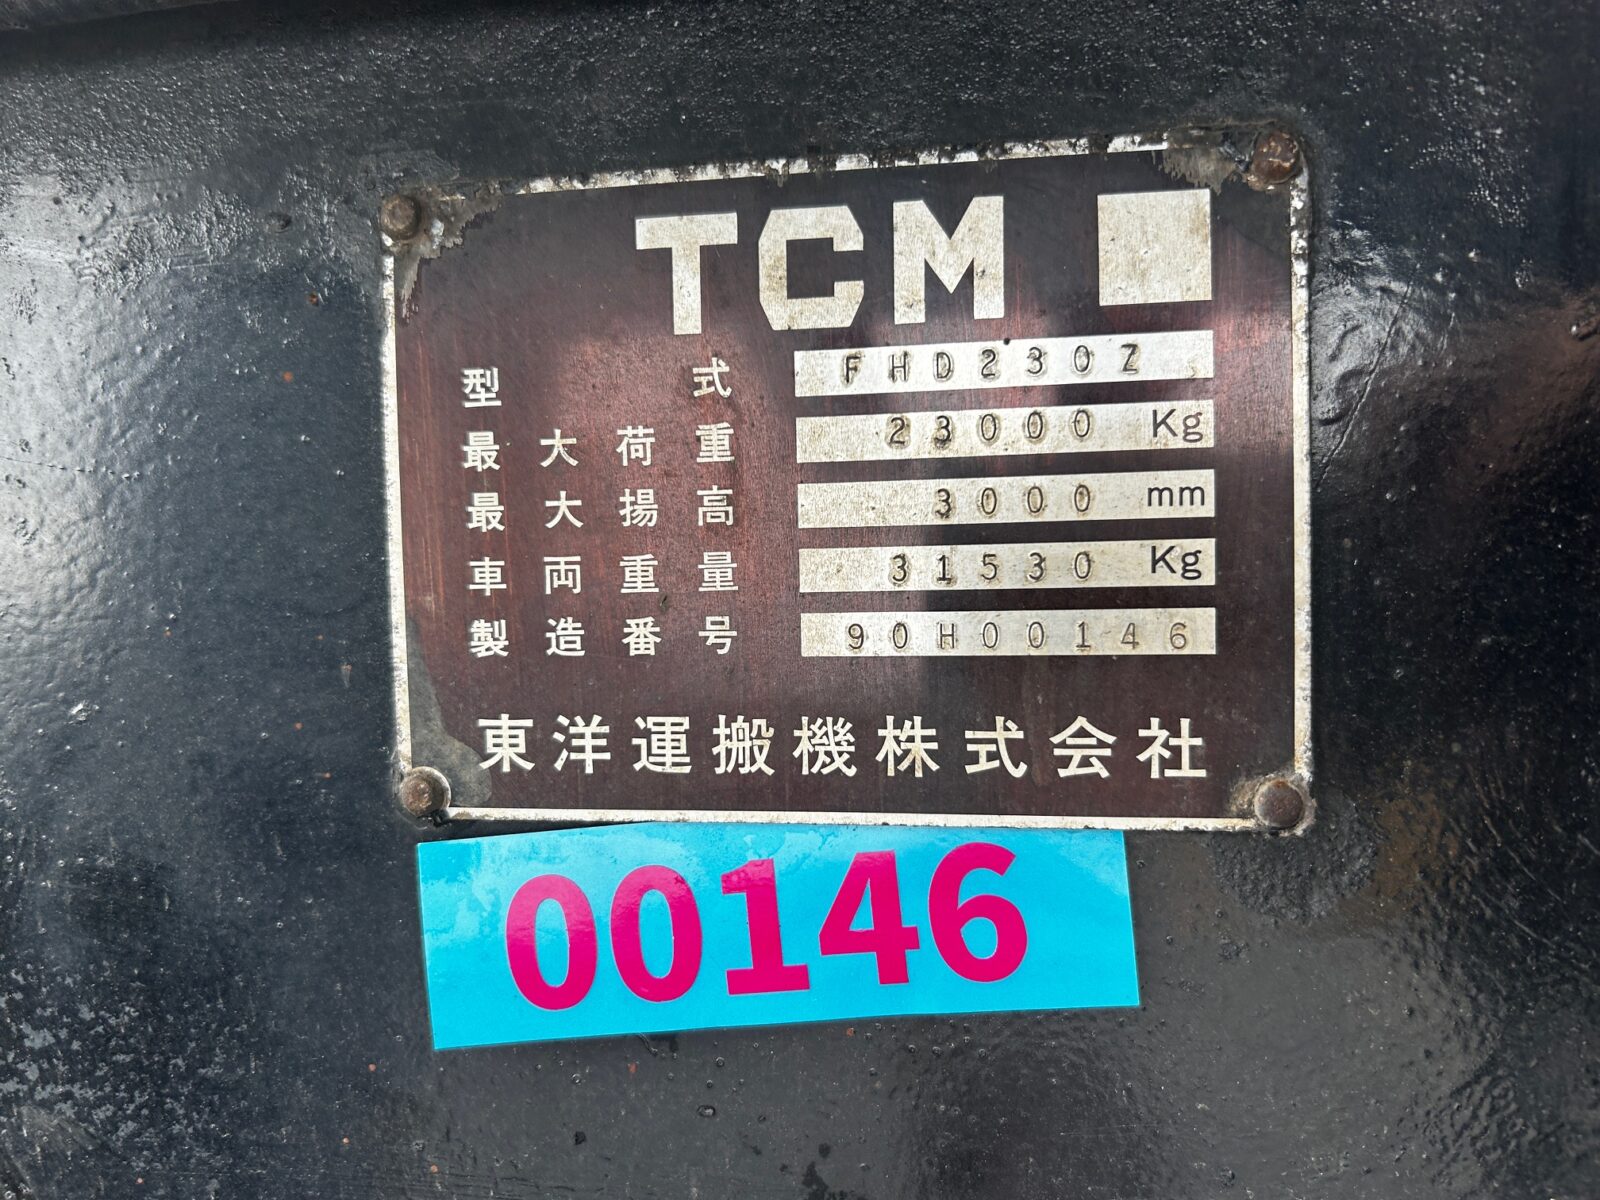 TCM
型式 FHD230Z
最大荷重 23000 Kg
最大揚高 3000 mm
車両重量 31530 Kg
製造番号 90H00146
東洋運搬機株式会社
00146